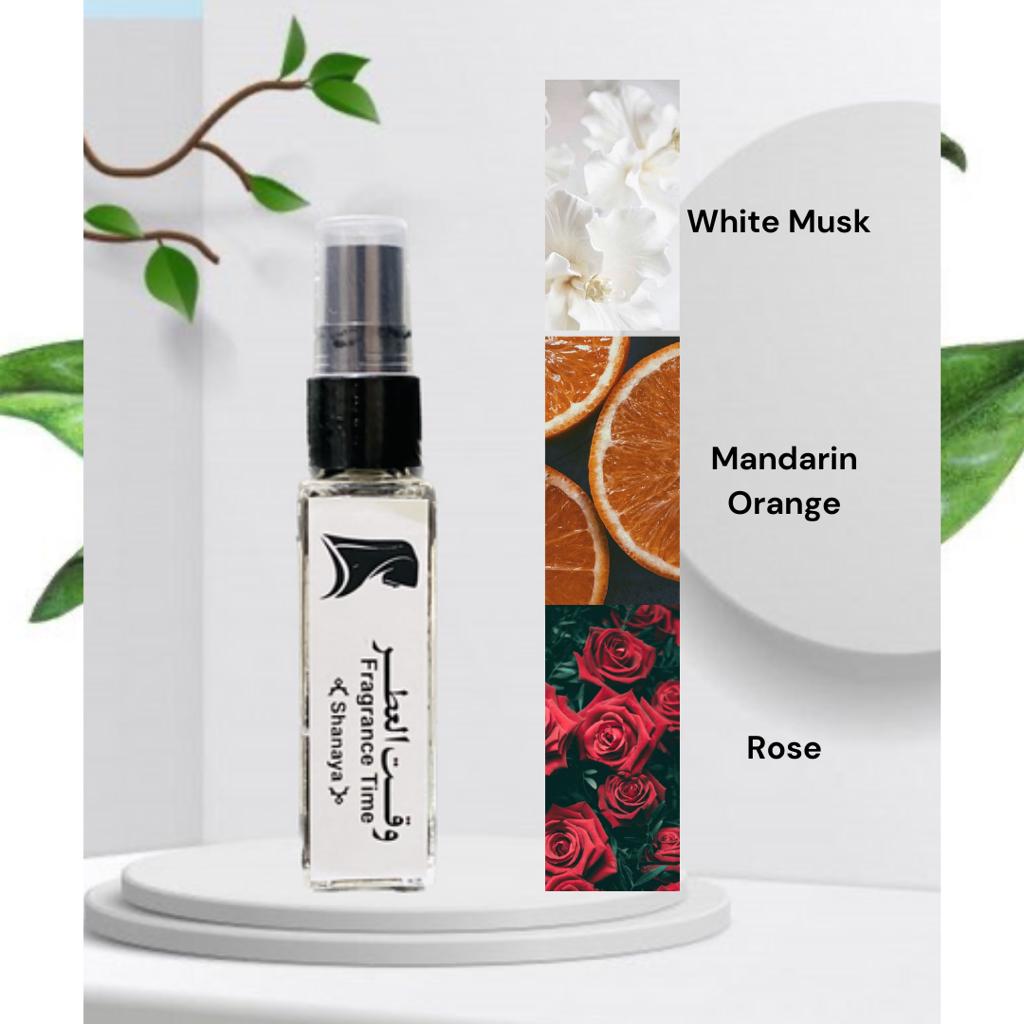 وقت العطر
Fragrance Time
Shanaya
White Musk
Mandarin
Orange
Rose